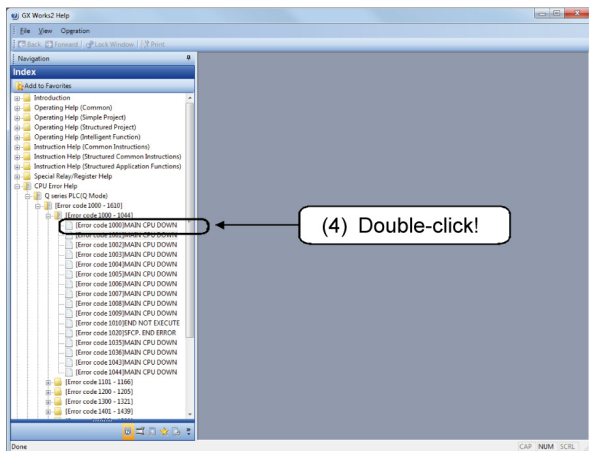 GX Works2 Help
File View Operation
Back Forward Lock Window Print
Navigation
Index
Add to Favorites
Introduction
Operating Help (Common)
Operating Help (Simple Project)
Operating Help (Structured Project)
Operating Help (Intelligent Function)
Instruction Help (Common Instructions)
Instruction Help (Structured Common Instructions)
Instruction Help (Structured Application Functions)
Special Relay/Register Help
CPU Error Help
Q series PLC(Q Mode)
[Error code 1000 - 1610]
[Error code 1000 - 1044]
[Error code 1000]MAIN CPU DOWN
(4) Double-click!
[Error code 1001]MAIN CPU DOWN
[Error code 1002]MAIN CPU DOWN
[Error code 1003]MAIN CPU DOWN
[Error code 1004]MAIN CPU DOWN
[Error code 1005]MAIN CPU DOWN
[Error code 1006]MAIN CPU DOWN
[Error code 1007]MAIN CPU DOWN
[Error code 1008]MAIN CPU DOWN
[Error code 1009]MAIN CPU DOWN
[Error code 1010]END NOT EXECUTE
[Error code 1020]SFCP. END ERROR
[Error code 1035]MAIN CPU DOWN
[Error code 1036]MAIN CPU DOWN
[Error code 1043]MAIN CPU DOWN
[Error code 1044]MAIN CPU DOWN
[Error code 1101 - 1166]
[Error code 1200 - 1205]
[Error code 1300 - 1321]
[Error code 1401 - 1439]
Done
CAP NUM SCRL